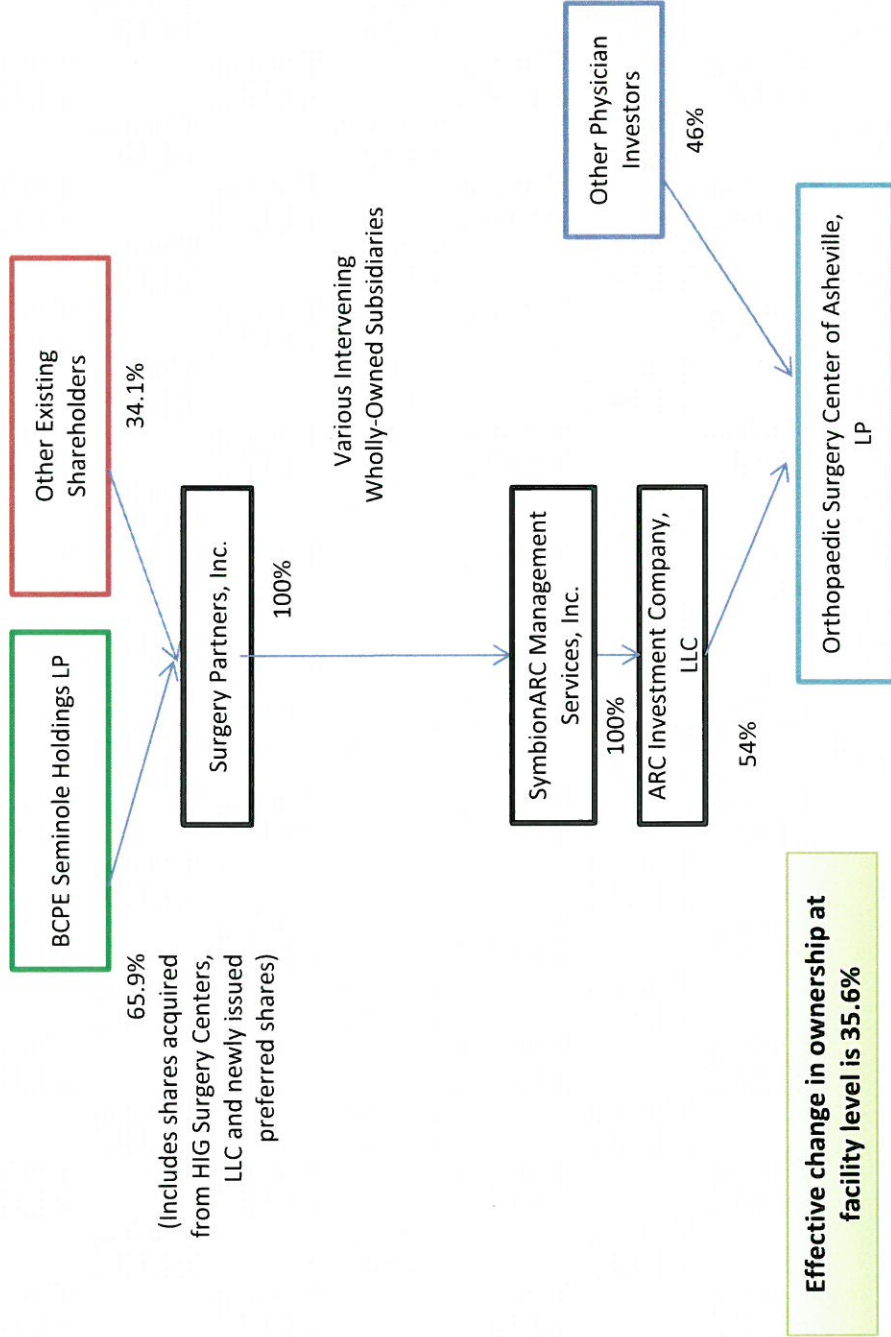 BCPE Seminole Holdings LP
Other Existing
Shareholders
65.9%
(Includes shares acquired
from HIG Surgery Centers,
LLC and newly issued
preferred shares)
34.1%
Surgery Partners, Inc.
100%
Various Intervening
Wholly-Owned Subsidiaries
SymbionARC Management
Services, Inc.
100%
ARC Investment Company,
LLC
54%
Other Physician
Investors
46%
Orthopaedic Surgery Center of Asheville,
LP
Effective change in ownership at
facility level is 35.6%